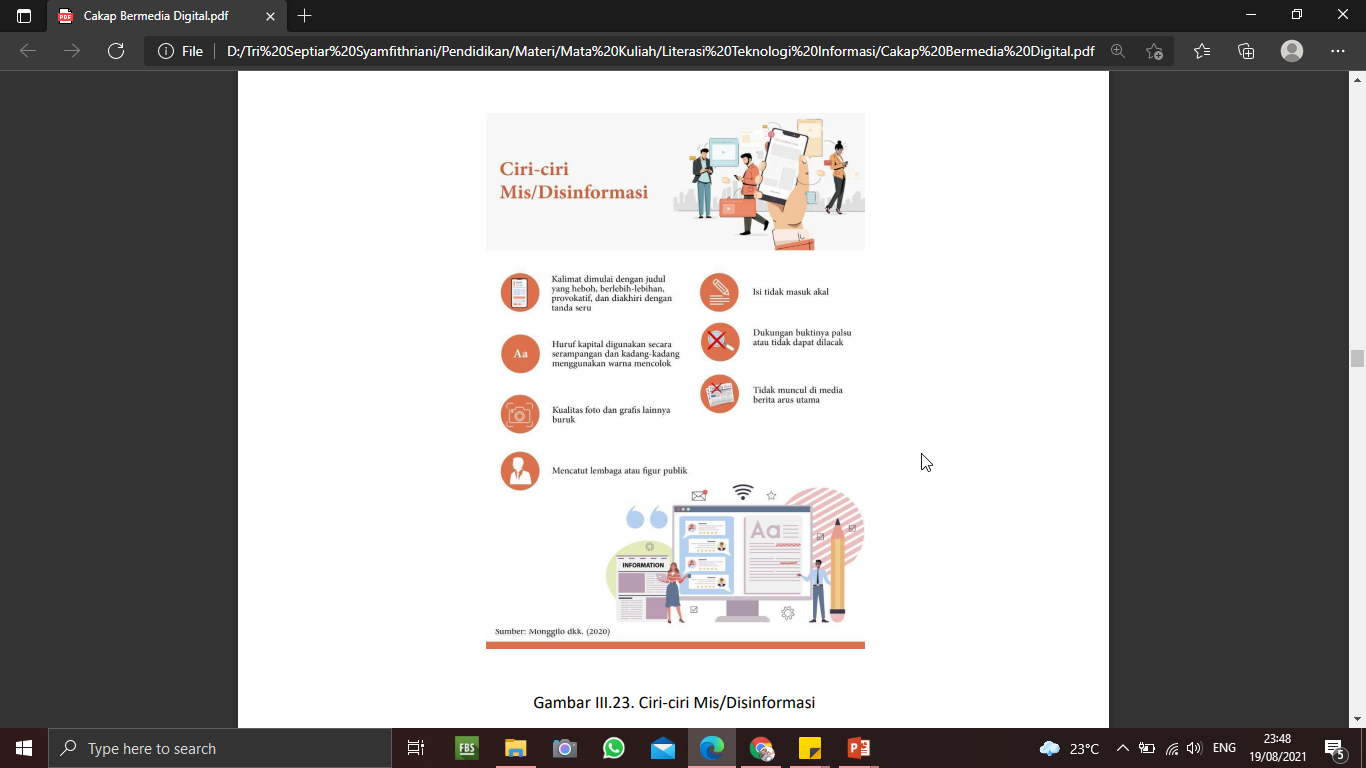 Cakap Bermedia Digital.pdf
File
D:/Tri%20Septiar%20Syamfithriani/Pendidikan/Materi/Mata%20Kuliah/Literasi%20Teknologi%20Informasi/Cakap%20Bermedia%20Digital.pdf
Ciri-ciri
Mis/Disinformasi
Kalimat dimulai dengan judul
yang heboh, berlebih-lebihan,
provokatif, dan diakhiri dengan
tanda seru
Aa
Huruf kapital digunakan secara
serampangan dan kadang-kadang
menggunakan warna mencolok
Kualitas foto dan grafis lainnya
buruk
Mencatut lembaga atau figur publik
Isi tidak masuk akal
Dukungan buktinya palsu
atau tidak dapat dilacak
Tidak muncul di media
berita arus utama
INFORMATION
Aa
Sumber: Monggilo dkk. (2020)
Gambar III.23. Ciri-ciri Mis/Disinformasi
Type here to search
FBS
23°C
ENG
23:48
19/08/2021
5